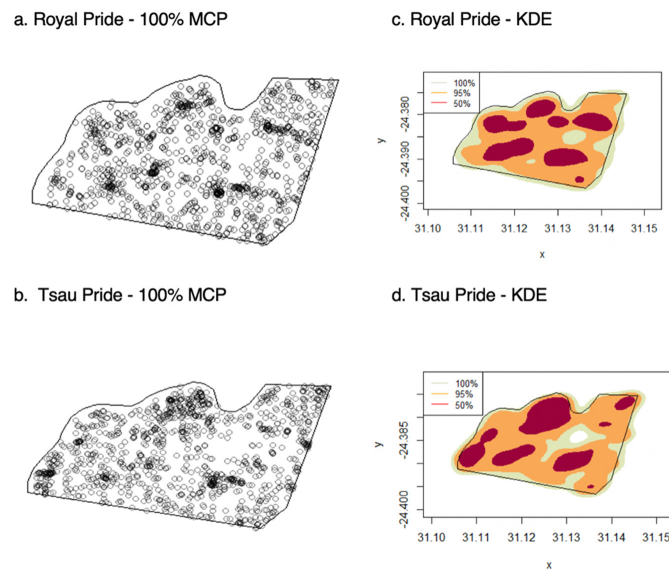 a. Royal Pride - 100% MCP
c. Royal Pride - KDE
100%
95%
50%
-24.380
-24.390
-24.400
y
31.10 31.11 31.12 31.13 31.14 31.15
x
b. Tsau Pride - 100% MCP
d. Tsau Pride - KDE
100%
95%
50%
-24.385
-24.400
y
31.10 31.11 31.12 31.13 31.14 31.15
x